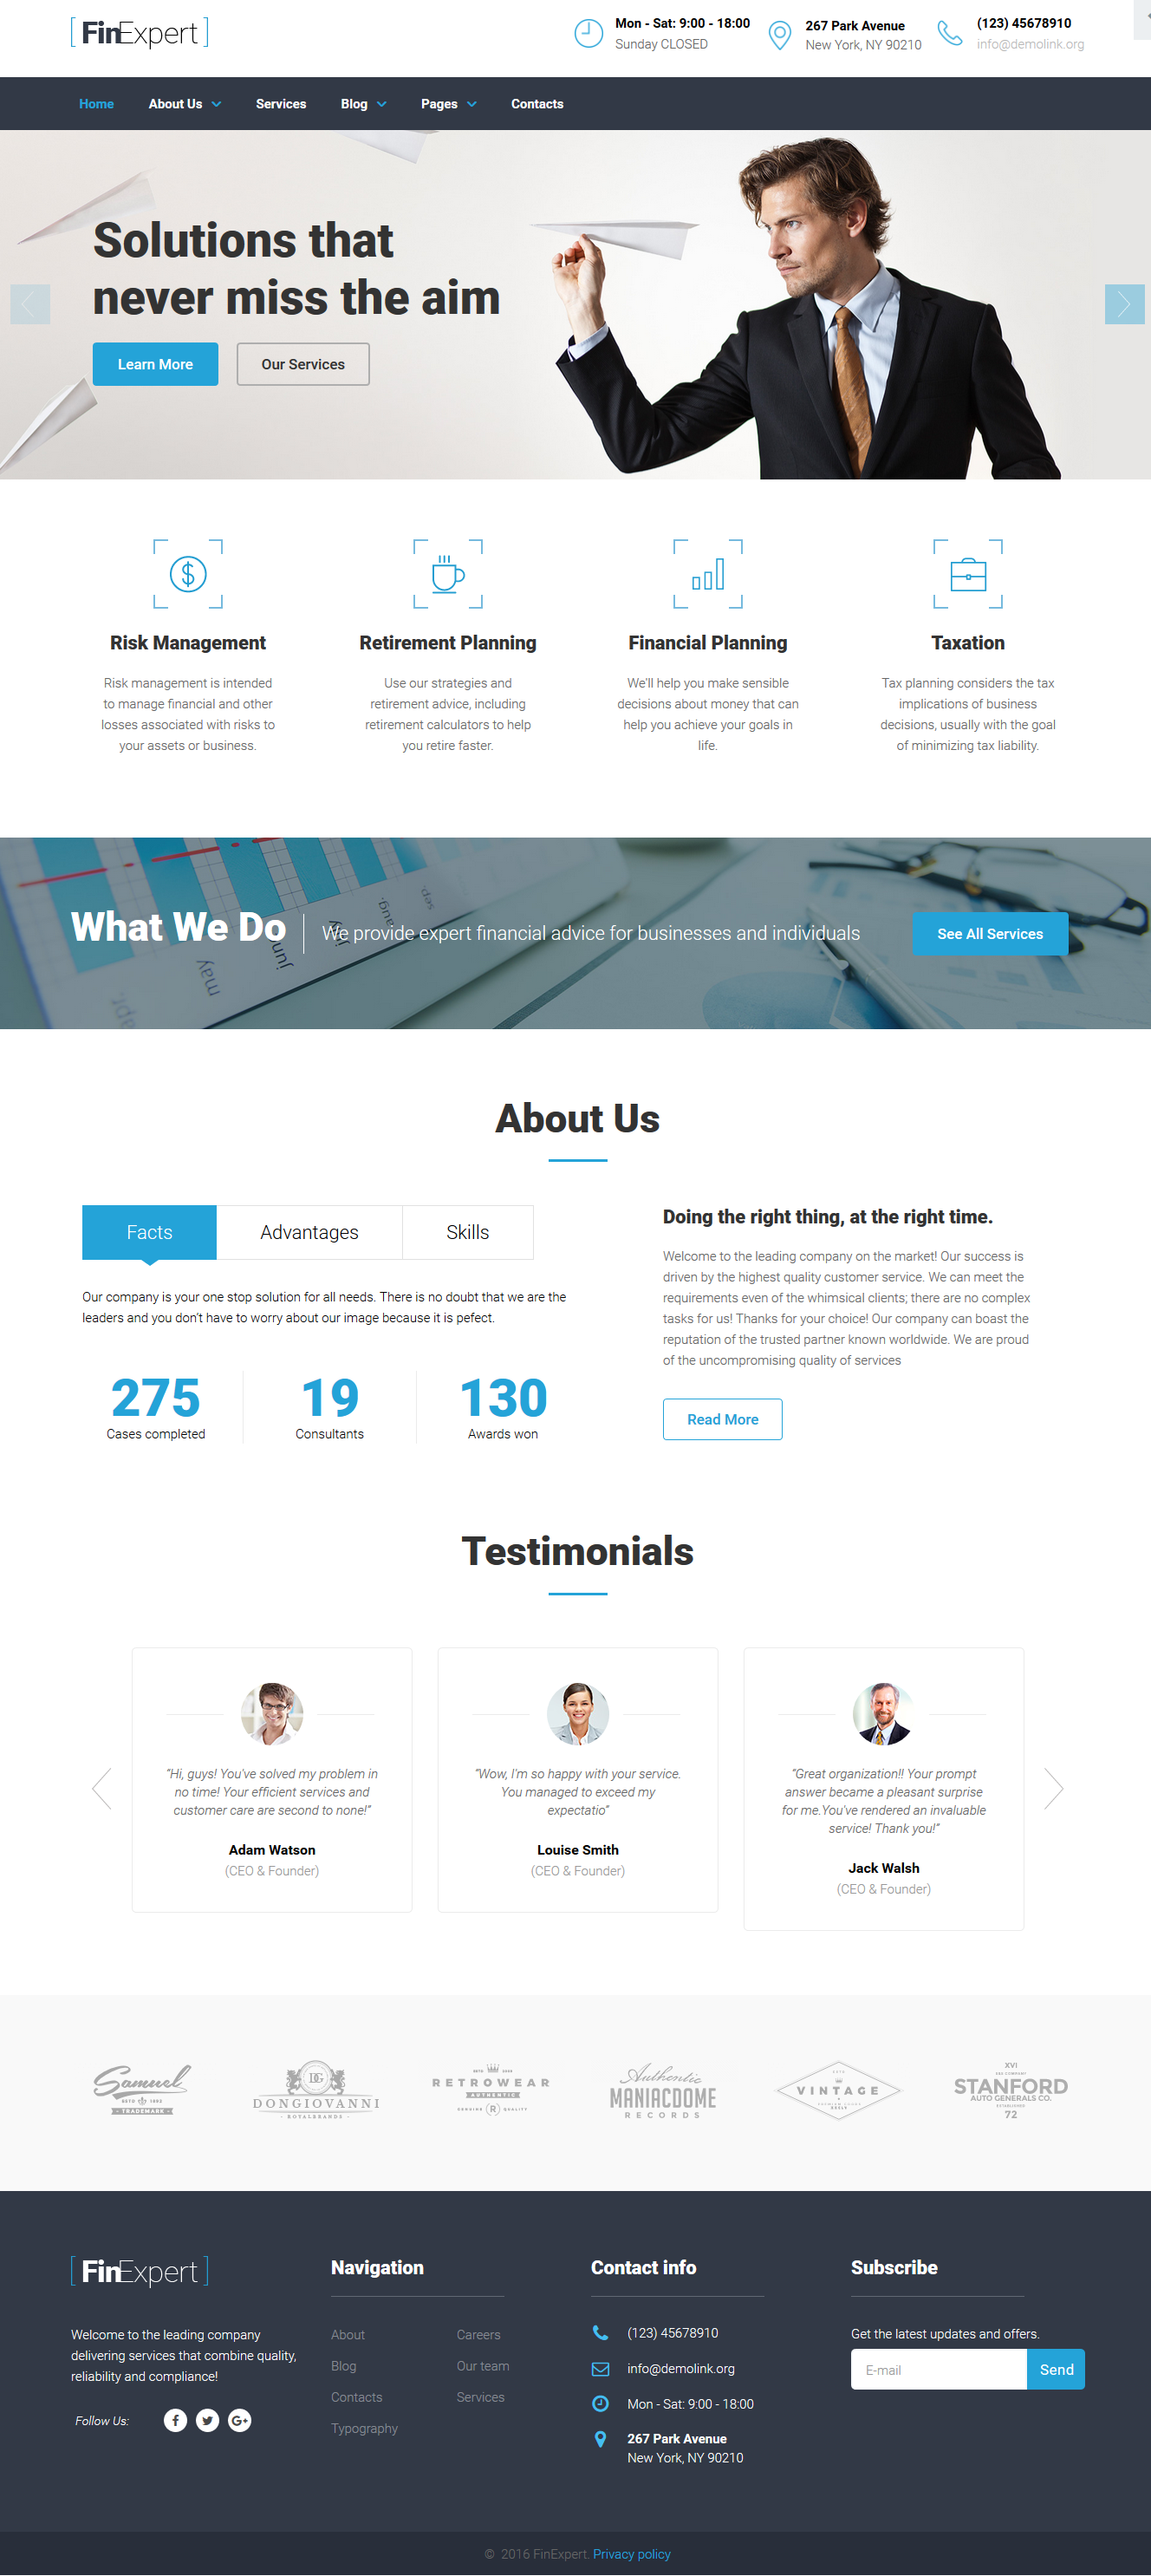 FinExpert
Mon - Sat: 9:00 - 18:00
Sunday CLOSED
267 Park Avenue
New York, NY 90210
(123) 45678910
info@demolink.org
Home
About Us
Services
Blog
Pages
Contacts
Solutions that
never miss the aim
Learn More
Our Services
Risk Management
Risk management is intended
to manage financial and other
losses associated with risks to
your assets or business.
Retirement Planning
Use our strategies and
retirement advice, including
retirement calculators to help
you retire faster.
Financial Planning
We'll help you make sensible
decisions about money that can
help you achieve your goals in
life.
Taxation
Tax planning considers the tax
implications of business
decisions, usually with the goal
of minimizing tax liability.
What We Do
We provide expert financial advice for businesses and individuals
See All Services
apr
may
jun
july
aug.
sep.
About Us
Facts
Advantages
Skills
Our company is your one stop solution for all needs. There is no doubt that we are the
leaders and you don't have to worry about our image because it is pefect.
275
Cases completed
19
Consultants
130
Awards won
Doing the right thing, at the right time.
Welcome to the leading company on the market! Our success is
driven by the highest quality customer service. We can meet the
requirements even of the whimsical clients; there are no complex
tasks for us! Thanks for your choice! Our company can boast the
reputation of the trusted partner known worldwide. We are proud
of the uncompromising quality of services
Read More
Testimonials
"Hi, guys! You've solved my problem in
no time! Your efficient services and
customer care are second to none!"
Adam Watson
(CEO & Founder)
"Wow, I'm so happy with your service.
You managed to exceed my
expectatio"
Louise Smith
(CEO & Founder)
"Great organization!! Your prompt
answer became a pleasant surprise
for me.You've rendered an invaluable
service! Thank you!"
Jack Walsh
(CEO & Founder)
Samuel
TRADEMARK
DG
DONGIOVANNI
ROYALBRANDS
RETROWEAR
AUTHENTIC
GENUINE R QUALITY
Authentic
MANIACDOME
RECORDS
VINTAGE
XVI
STANFORD
AUTO GENERALS CO.
ESTABLISHED
72
FinExpert
Welcome to the leading company
delivering services that combine quality,
reliability and compliance!
Follow Us:
Navigation
About
Careers
Blog
Our team
Contacts
Services
Typography
Contact info
(123) 45678910
info@demolink.org
Mon - Sat: 9:00 - 18:00
267 Park Avenue
New York, NY 90210
Subscribe
Get the latest updates and offers.
E-mail
Send
© 2016 FinExpert. Privacy policy